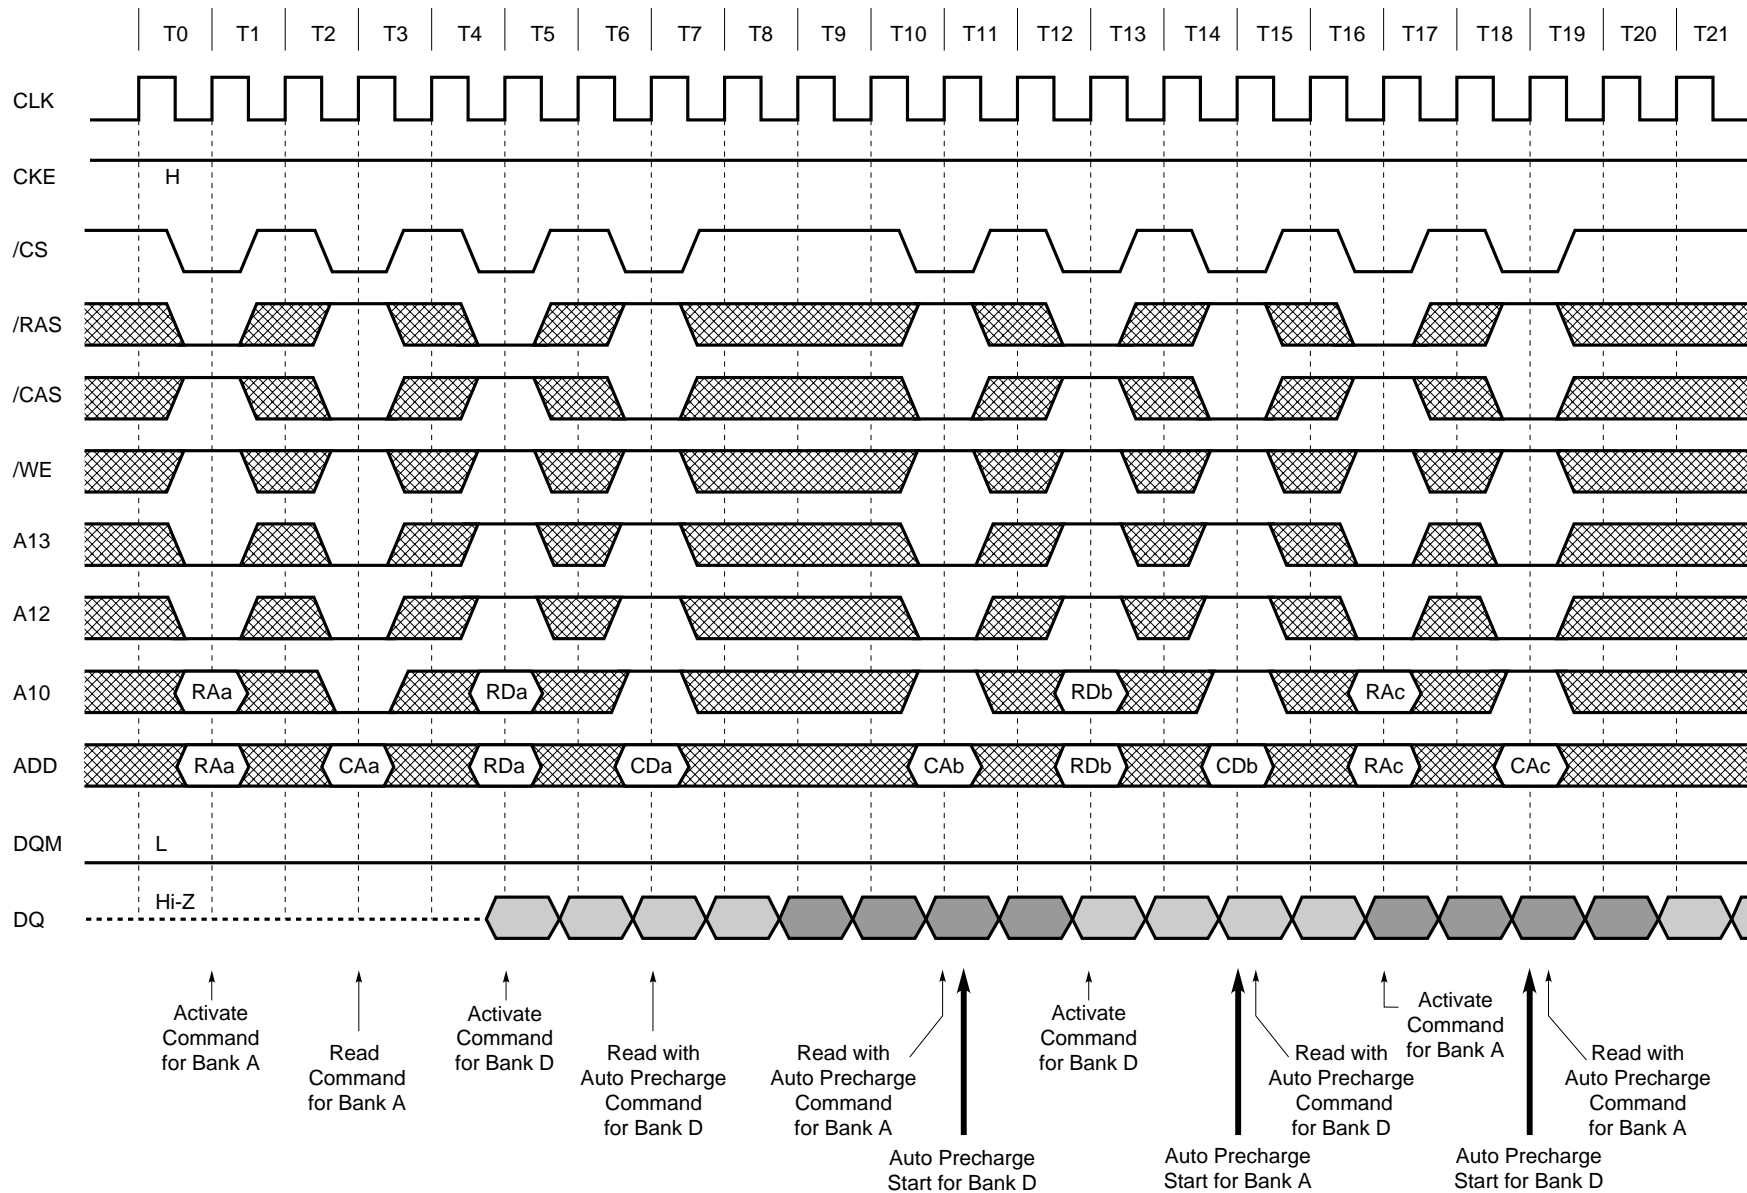 T0 T1 T2 T3 T4 T5 T6 T7 T8 T9 T10 T11 T12 T13 T14 T15 T16 T17 T18 T19 T20 T21
CLK
CKE H
/CS
/RAS
/CAS
/WE
A13
A12
A10 RAa RDa RDb RAc
ADD RAa CAa RDa CDa CAb RDb CDb RAc CAc
DQM L
DQ Hi-Z
Activate
Command
for Bank A
Read
Command
for Bank A
Activate
Command
for Bank D
Read with
Auto Precharge
Command
for Bank D
Read with
Auto Precharge
Command
for Bank A
Auto Precharge
Start for Bank D
Activate
Command
for Bank D
Auto Precharge
Start for Bank A
Read with
Auto Precharge
Command
for Bank D
Activate
Command
for Bank A
Auto Precharge
Start for Bank D
Read with
Auto Precharge
Command
for Bank A